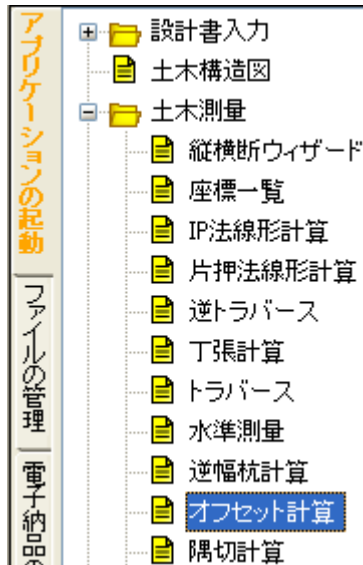 アプリケーションの起動
ファイルの管理
電子納品の
設計書入力
土木構造図
土木測量
縦横断ウィザード
座標一覧
IP法線形計算
片押法線形計算
逆トラバース
丁張計算
トラバース
水準測量
逆幅杭計算
オフセット計算
隅切計算